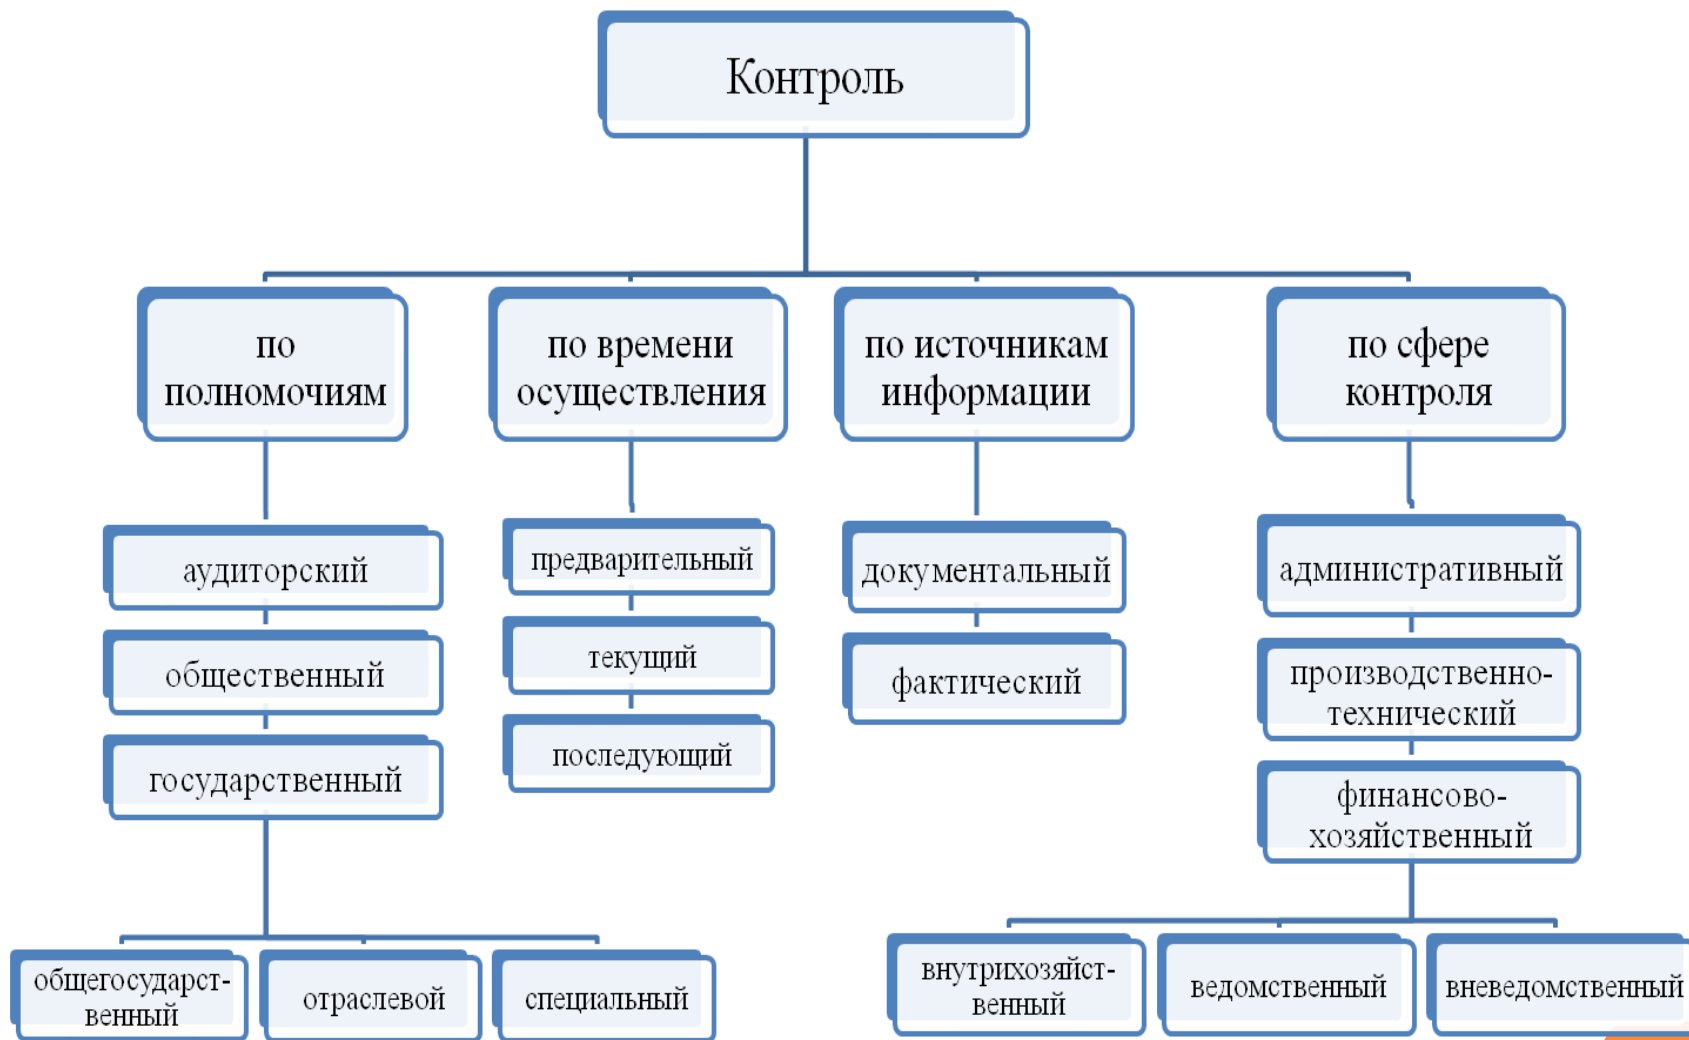 Контроль
по
полномочиям
по времени
осуществления
по источникам
информации
по сфере
контроля
аудиторский
общественный
государственный
предварительный
текущий
последующий
документальный
фактический
административный
производственно-
технический
финансово-
хозяйственный
общегосударст-
венный
отраслевой
специальный
внутрихозяйст-
венный
ведомственный
вневедомственный